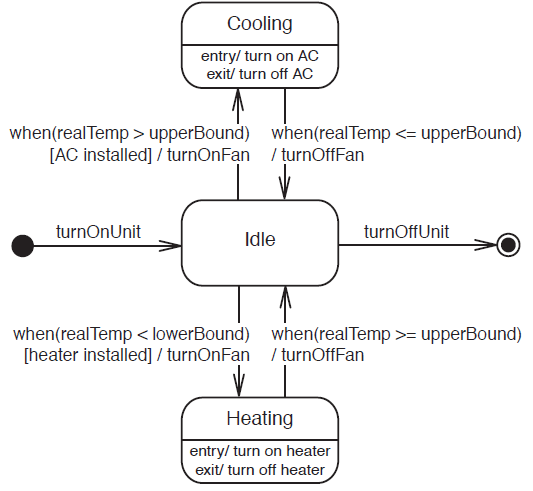 Cooling
entry/ turn on AC
exit/ turn off AC
when(realTemp > upperBound)
[AC installed] / turnOnFan
when(realTemp <= upperBound)
/ turnOffFan
turnOnUnit
Idle
turnOffUnit
when(realTemp < lowerBound)
[heater installed] / turnOnFan
when(realTemp >= upperBound)
/ turnOffFan
Heating
entry/ turn on heater
exit/ turn off heater